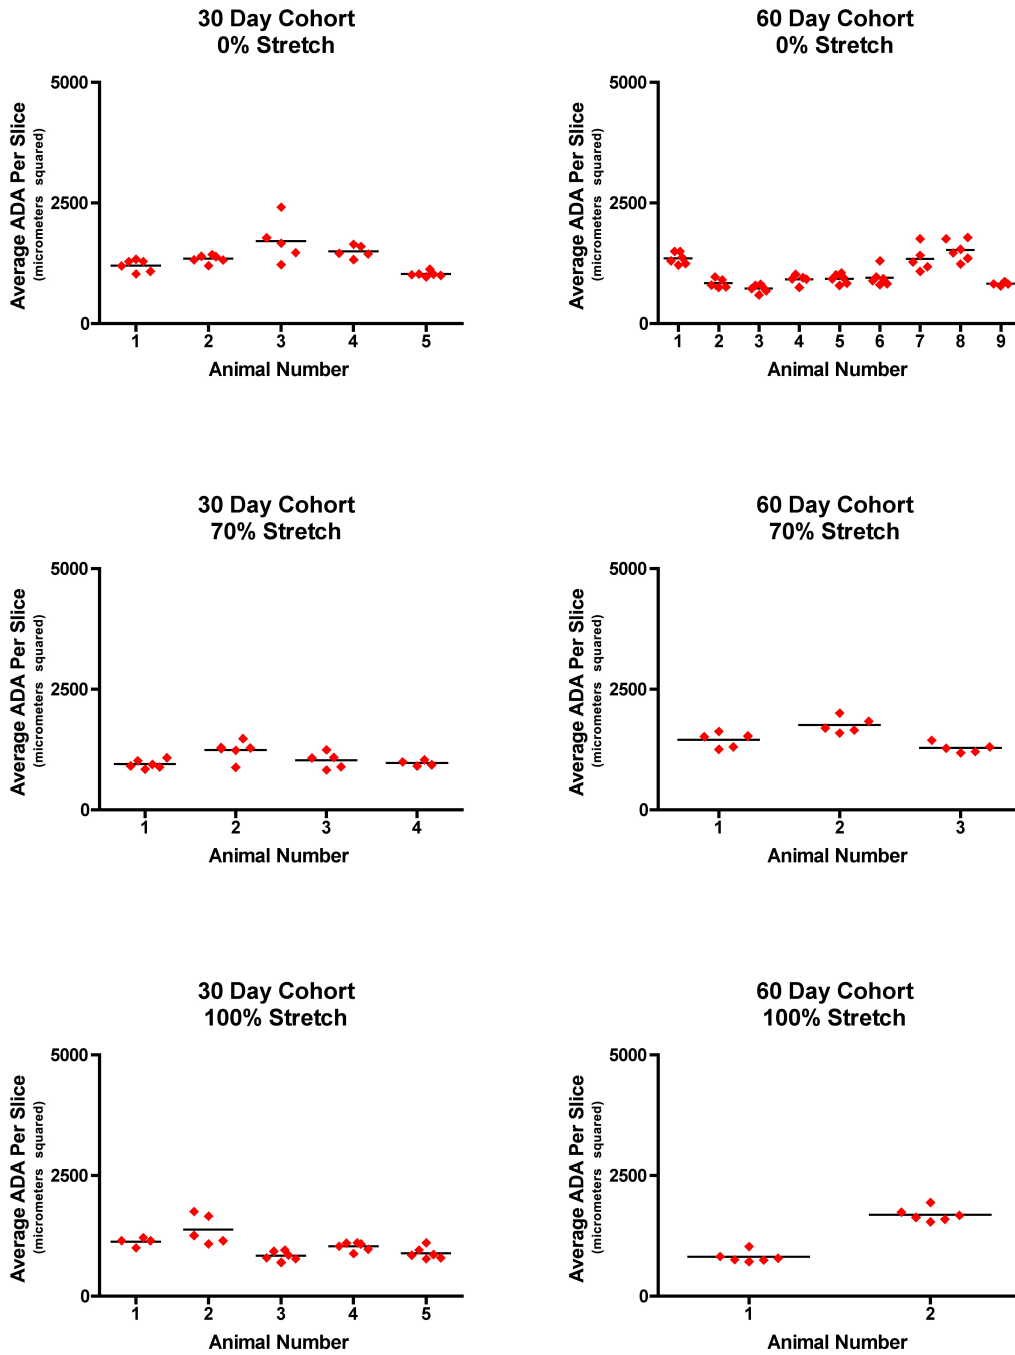 30 Day Cohort
0% Stretch
5000
2500
0
Average ADA Per Slice
(micrometers squared)
1 2 3 4 5
Animal Number
60 Day Cohort
0% Stretch
5000
2500
0
Average ADA Per Slice
(micrometers squared)
1 2 3 4 5 6 7 8 9
Animal Number
30 Day Cohort
70% Stretch
5000
2500
0
Average ADA Per Slice
(micrometers squared)
1 2 3 4
Animal Number
60 Day Cohort
70% Stretch
5000
2500
0
Average ADA Per Slice
(micrometers squared)
1 2 3
Animal Number
30 Day Cohort
100% Stretch
5000
2500
0
Average ADA Per Slice
(micrometers squared)
1 2 3 4 5
Animal Number
60 Day Cohort
100% Stretch
5000
2500
0
Average ADA Per Slice
(micrometers squared)
1 2
Animal Number